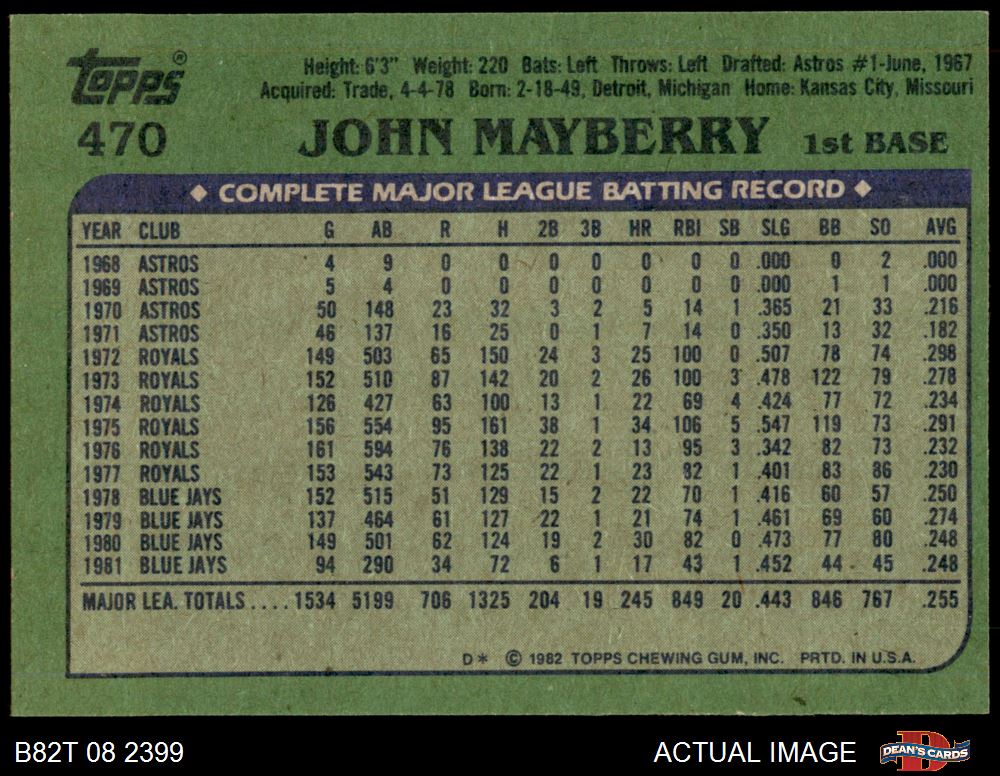 topps®
Height: 6'3" Weight: 220 Bats: Left Throws: Left Drafted: Astros #1-June, 1967
Acquired: Trade, 4-4-78 Born: 2-18-49, Detroit, Michigan Home: Kansas City, Missouri
470 JOHN MAYBERRY 1st BASE
◆ COMPLETE MAJOR LEAGUE BATTING RECORD ◆
YEAR CLUB G AB R H 2B 3B HR RBI SB SLG BB SO AVG
1968 ASTROS 4 9 0 0 0 0 0 0 0 .000 0 2 .000
1969 ASTROS 5 4 0 0 0 0 0 0 0 .000 1 1 .000
1970 ASTROS 50 148 23 32 3 2 5 14 1 .365 21 33 .216
1971 ASTROS 46 137 16 25 0 1 7 14 0 .350 13 32 .182
1972 ROYALS 149 503 65 150 24 3 25 100 0 .507 78 74 .298
1973 ROYALS 152 510 87 142 20 2 26 100 3 .478 122 79 .278
1974 ROYALS 126 427 63 100 13 1 22 69 4 .424 77 72 .234
1975 ROYALS 156 554 95 161 38 1 34 106 5 .547 119 73 .291
1976 ROYALS 161 594 76 138 22 2 13 95 3 .342 82 73 .232
1977 ROYALS 153 543 73 125 22 1 23 82 1 .401 83 86 .230
1978 BLUE JAYS 152 515 51 129 15 2 22 70 1 .416 60 57 .250
1979 BLUE JAYS 137 464 61 127 22 1 21 74 1 .461 69 60 .274
1980 BLUE JAYS 149 501 62 124 19 2 30 82 0 .473 77 80 .248
1981 BLUE JAYS 94 290 34 72 6 1 17 43 1 .452 44 45 .248
MAJOR LEA. TOTALS....1534 5199 706 1325 204 19 245 849 20 .443 846 767 .255
D* © 1982 TOPPS CHEWING GUM, INC. PRTD. IN U.S.A.
B82T 08 2399 ACTUAL IMAGE D DEAN'S CARDS